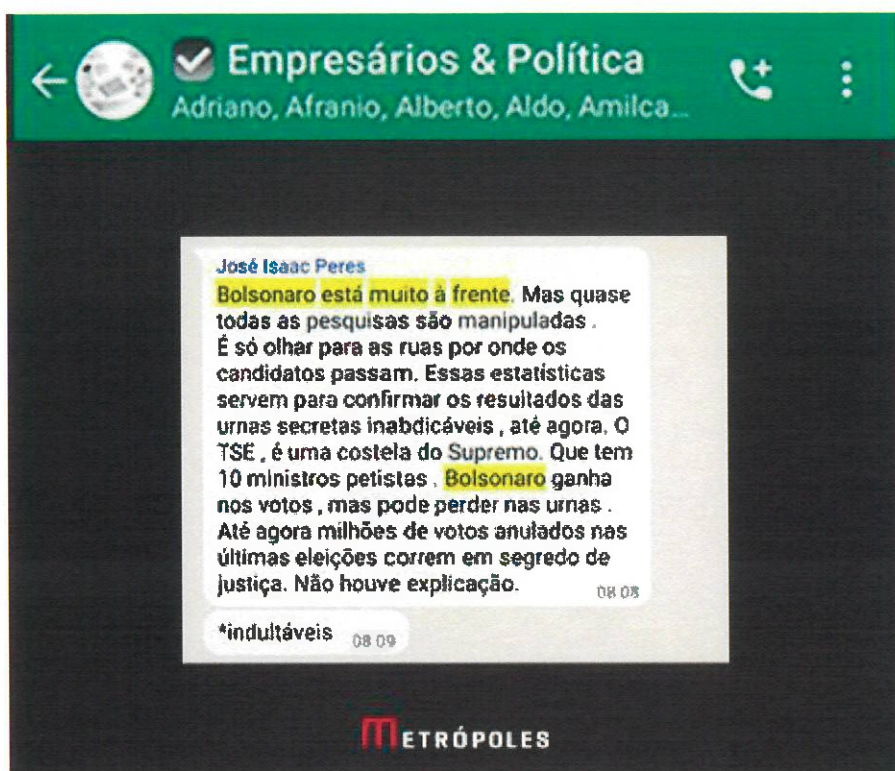 Empresários & Política
Adriano, Afranio, Alberto, Aldo, Amilca...
José Isaac Peres
Bolsonaro está muito à frente. Mas quase
todas as pesquisas são manipuladas .
É só olhar para as ruas por onde os
candidatos passam. Essas estatísticas
servem para confirmar os resultados das
urnas secretas inabdicáveis , até agora. O
TSE , é uma costela do Supremo. Que tem
10 ministros petistas . Bolsonaro ganha
nos votos , mas pode perder nas urnas .
Até agora milhões de votos anulados nas
últimas eleições correm em segredo de
justiça. Não houve explicação.
08 08
*indultáveis
08 09
METRÓPOLES